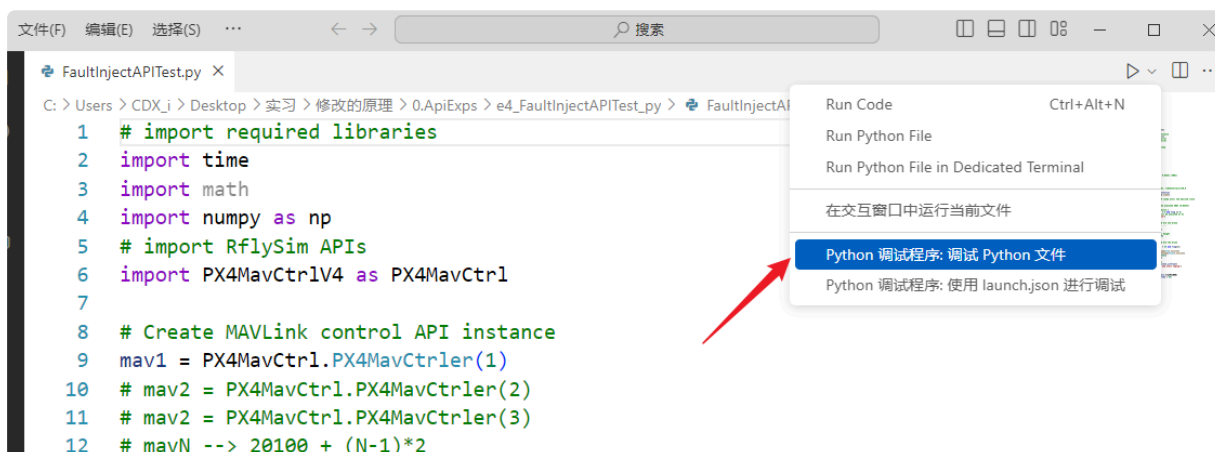 文件(F) 编辑(E) 选择(S) ··· 搜索
FaultInjectAPITest.py
C: > Users > CDX_i > Desktop > 实习 > 修改的原理 > 0.ApiExps > e4_FaultInjectAPITest_py > FaultInjectAF
1 # import required libraries
2 import time
3 import math
4 import numpy as np
5 # import RflySim APIs
6 import PX4MavCtrlV4 as PX4MavCtrl
7
8 # Create MAVLink control API instance
9 mav1 = PX4MavCtrl.PX4MavCtrler(1)
10 # mav2 = PX4MavCtrl.PX4MavCtrler(2)
11 # mav2 = PX4MavCtrl.PX4MavCtrler(3)
12 # mavN --> 20100 + (N-1)*2
Run Code Ctrl+Alt+N
Run Python File
Run Python File in Dedicated Terminal
在交互窗口中运行当前文件
Python 调试程序: 调试 Python 文件
Python 调试程序: 使用 launch.json 进行调试